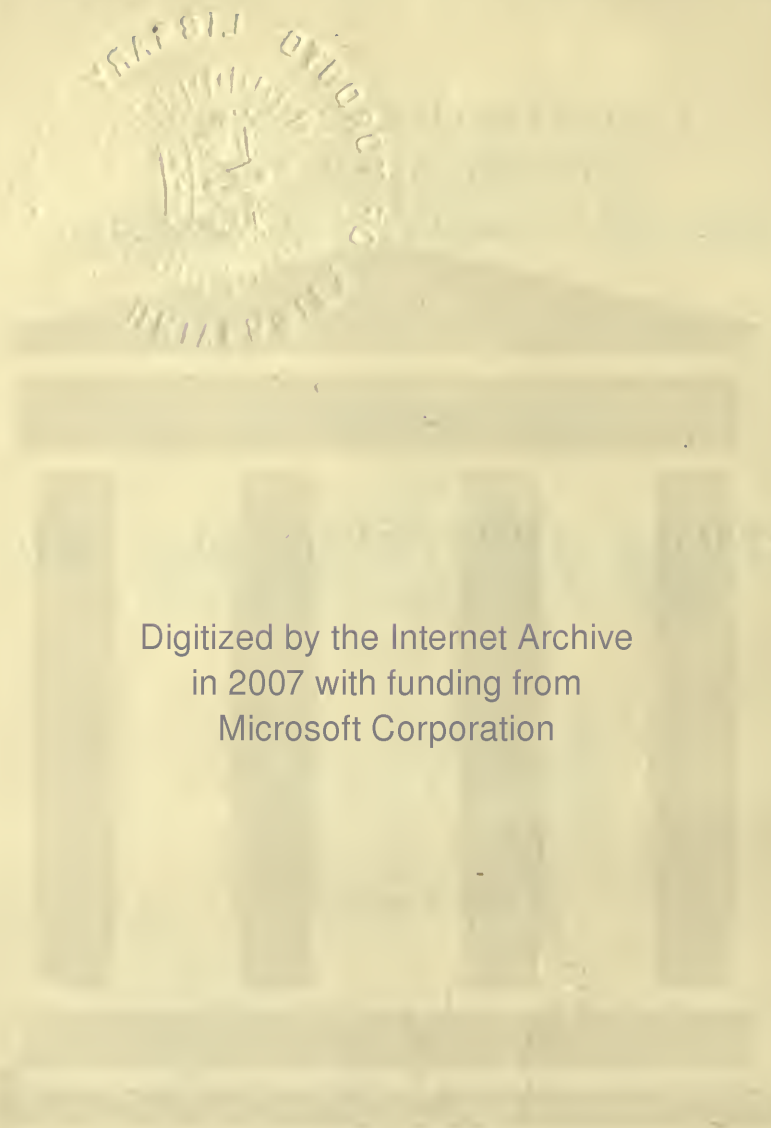 Digitized by the Internet Archive
in 2007 with funding from
Microsoft Corporation